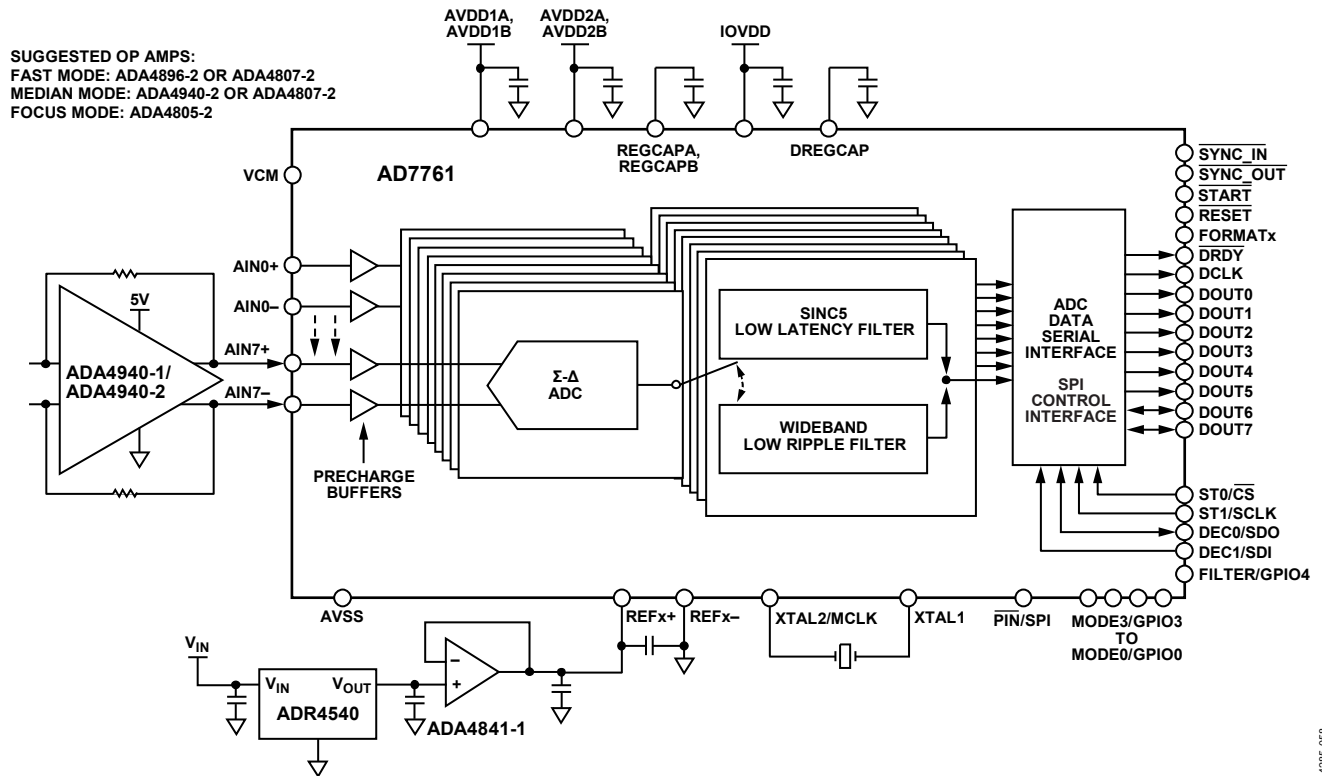 SUGGESTED OP AMPS:
FAST MODE: ADA4896-2 OR ADA4807-2
MEDIAN MODE: ADA4940-2 OR ADA4807-2
FOCUS MODE: ADA4805-2
AVDD1A,
AVDD1B
AVDD2A,
AVDD2B
IOVDD
REGCAPA,
REGCAPB
DREGCAP
VCM
AD7761
AIN0+
AIN0–
AIN7+
AIN7–
5V
ADA4940-1/
ADA4940-2
PRECHARGE
BUFFERS
Σ-Δ
ADC
SINC5
LOW LATENCY FILTER
WIDEBAND
LOW RIPPLE FILTER
ADC
DATA
SERIAL
INTERFACE
SPI
CONTROL
INTERFACE
SYNC_IN
SYNC_OUT
START
RESET
FORMATx
DRDY
DCLK
DOUT0
DOUT1
DOUT2
DOUT3
DOUT4
DOUT5
DOUT6
DOUT7
ST0/CS
ST1/SCLK
DEC0/SDO
DEC1/SDI
FILTER/GPIO4
AVSS
REFx+
REFx–
XTAL2/MCLK
XTAL1
PIN/SPI
MODE3/GPIO3
TO
MODE0/GPIO0
VIN
VIN
VOUT
ADR4540
–
+
ADA4841-1